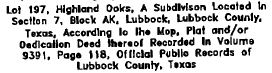 Lot 197, Highland Oaks, A Subdivison Located in
Section 7, Block AK, Lubbock, Lubbock County,
Texas, According to the Map, Plat and/or
Dedication Deed thereof Recorded in Volume
9391, Page 118, Official Public Records of
Lubbock County, Texas